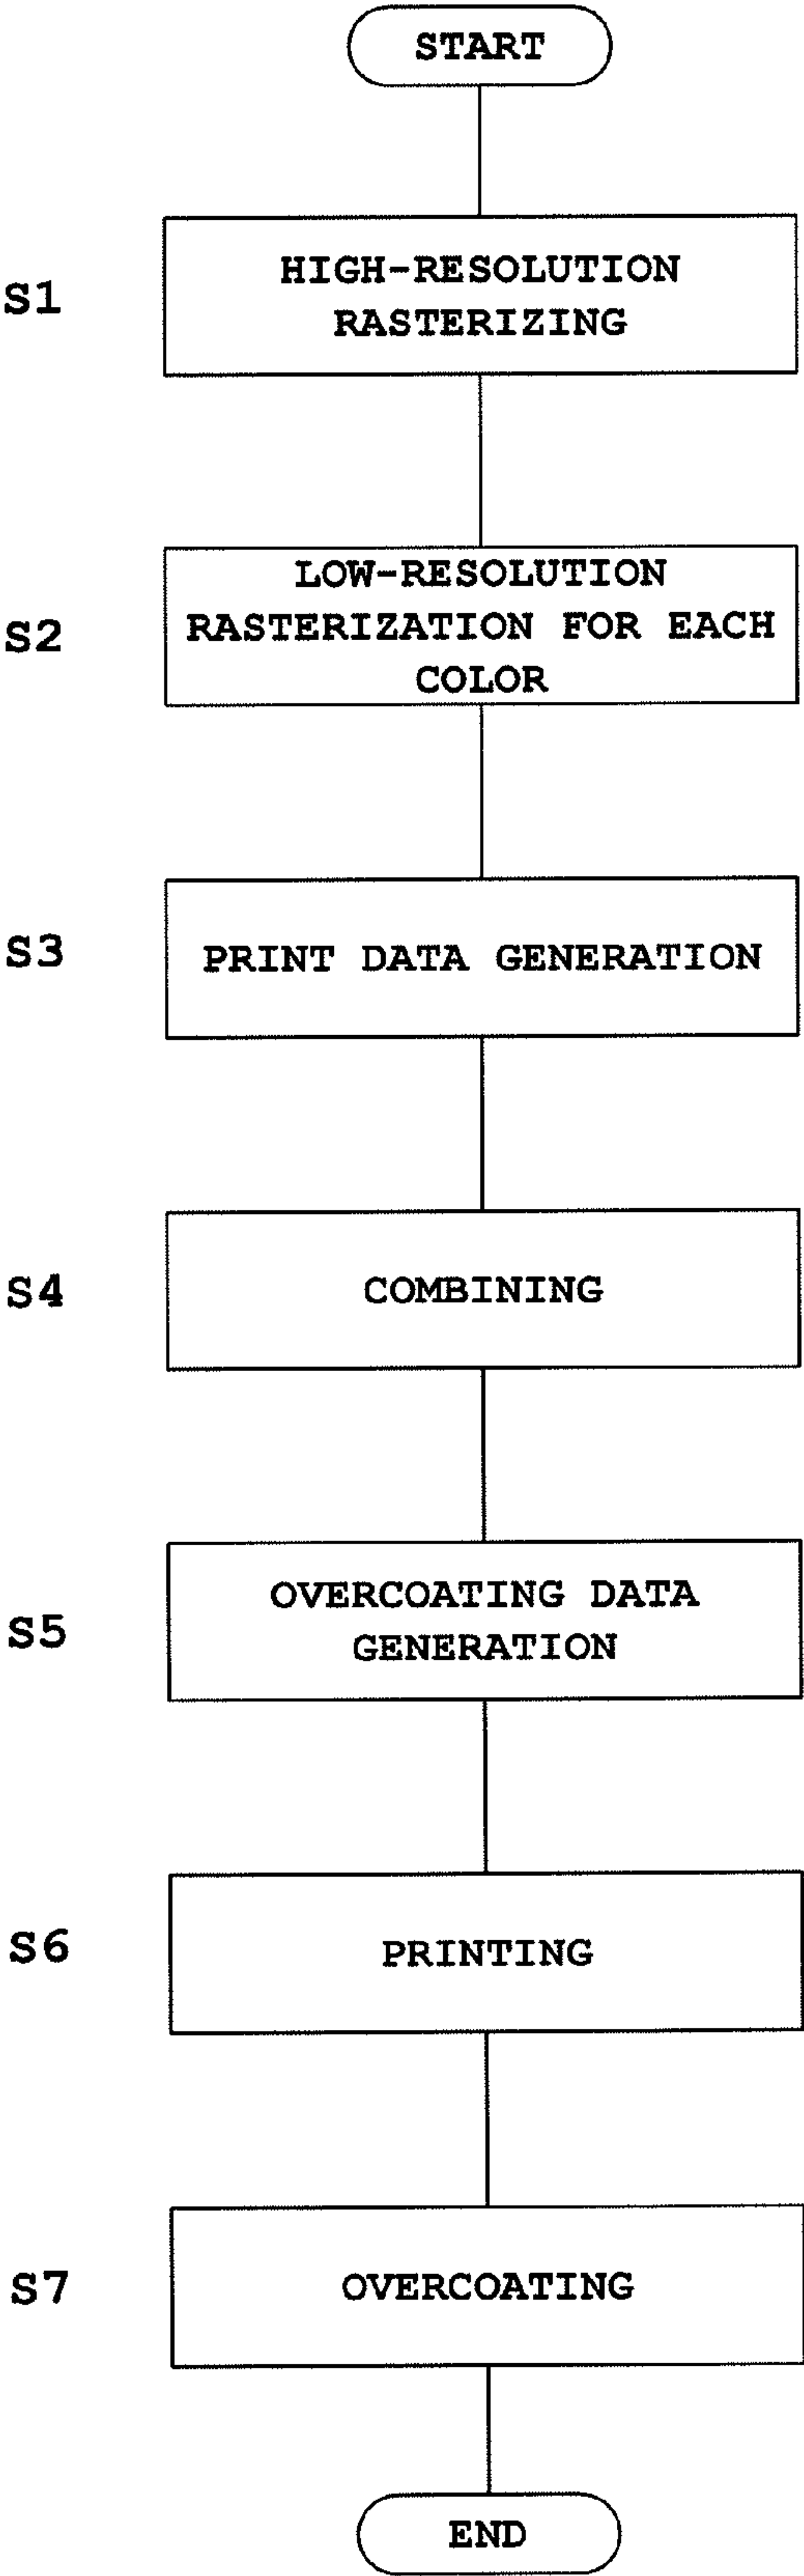 START
S1
HIGH-RESOLUTION
RASTERIZING
S2
LOW-RESOLUTION
RASTERIZATION FOR EACH
COLOR
S3
PRINT DATA GENERATION
S4
COMBINING
S5
OVERCOATING DATA
GENERATION
S6
PRINTING
S7
OVERCOATING
END